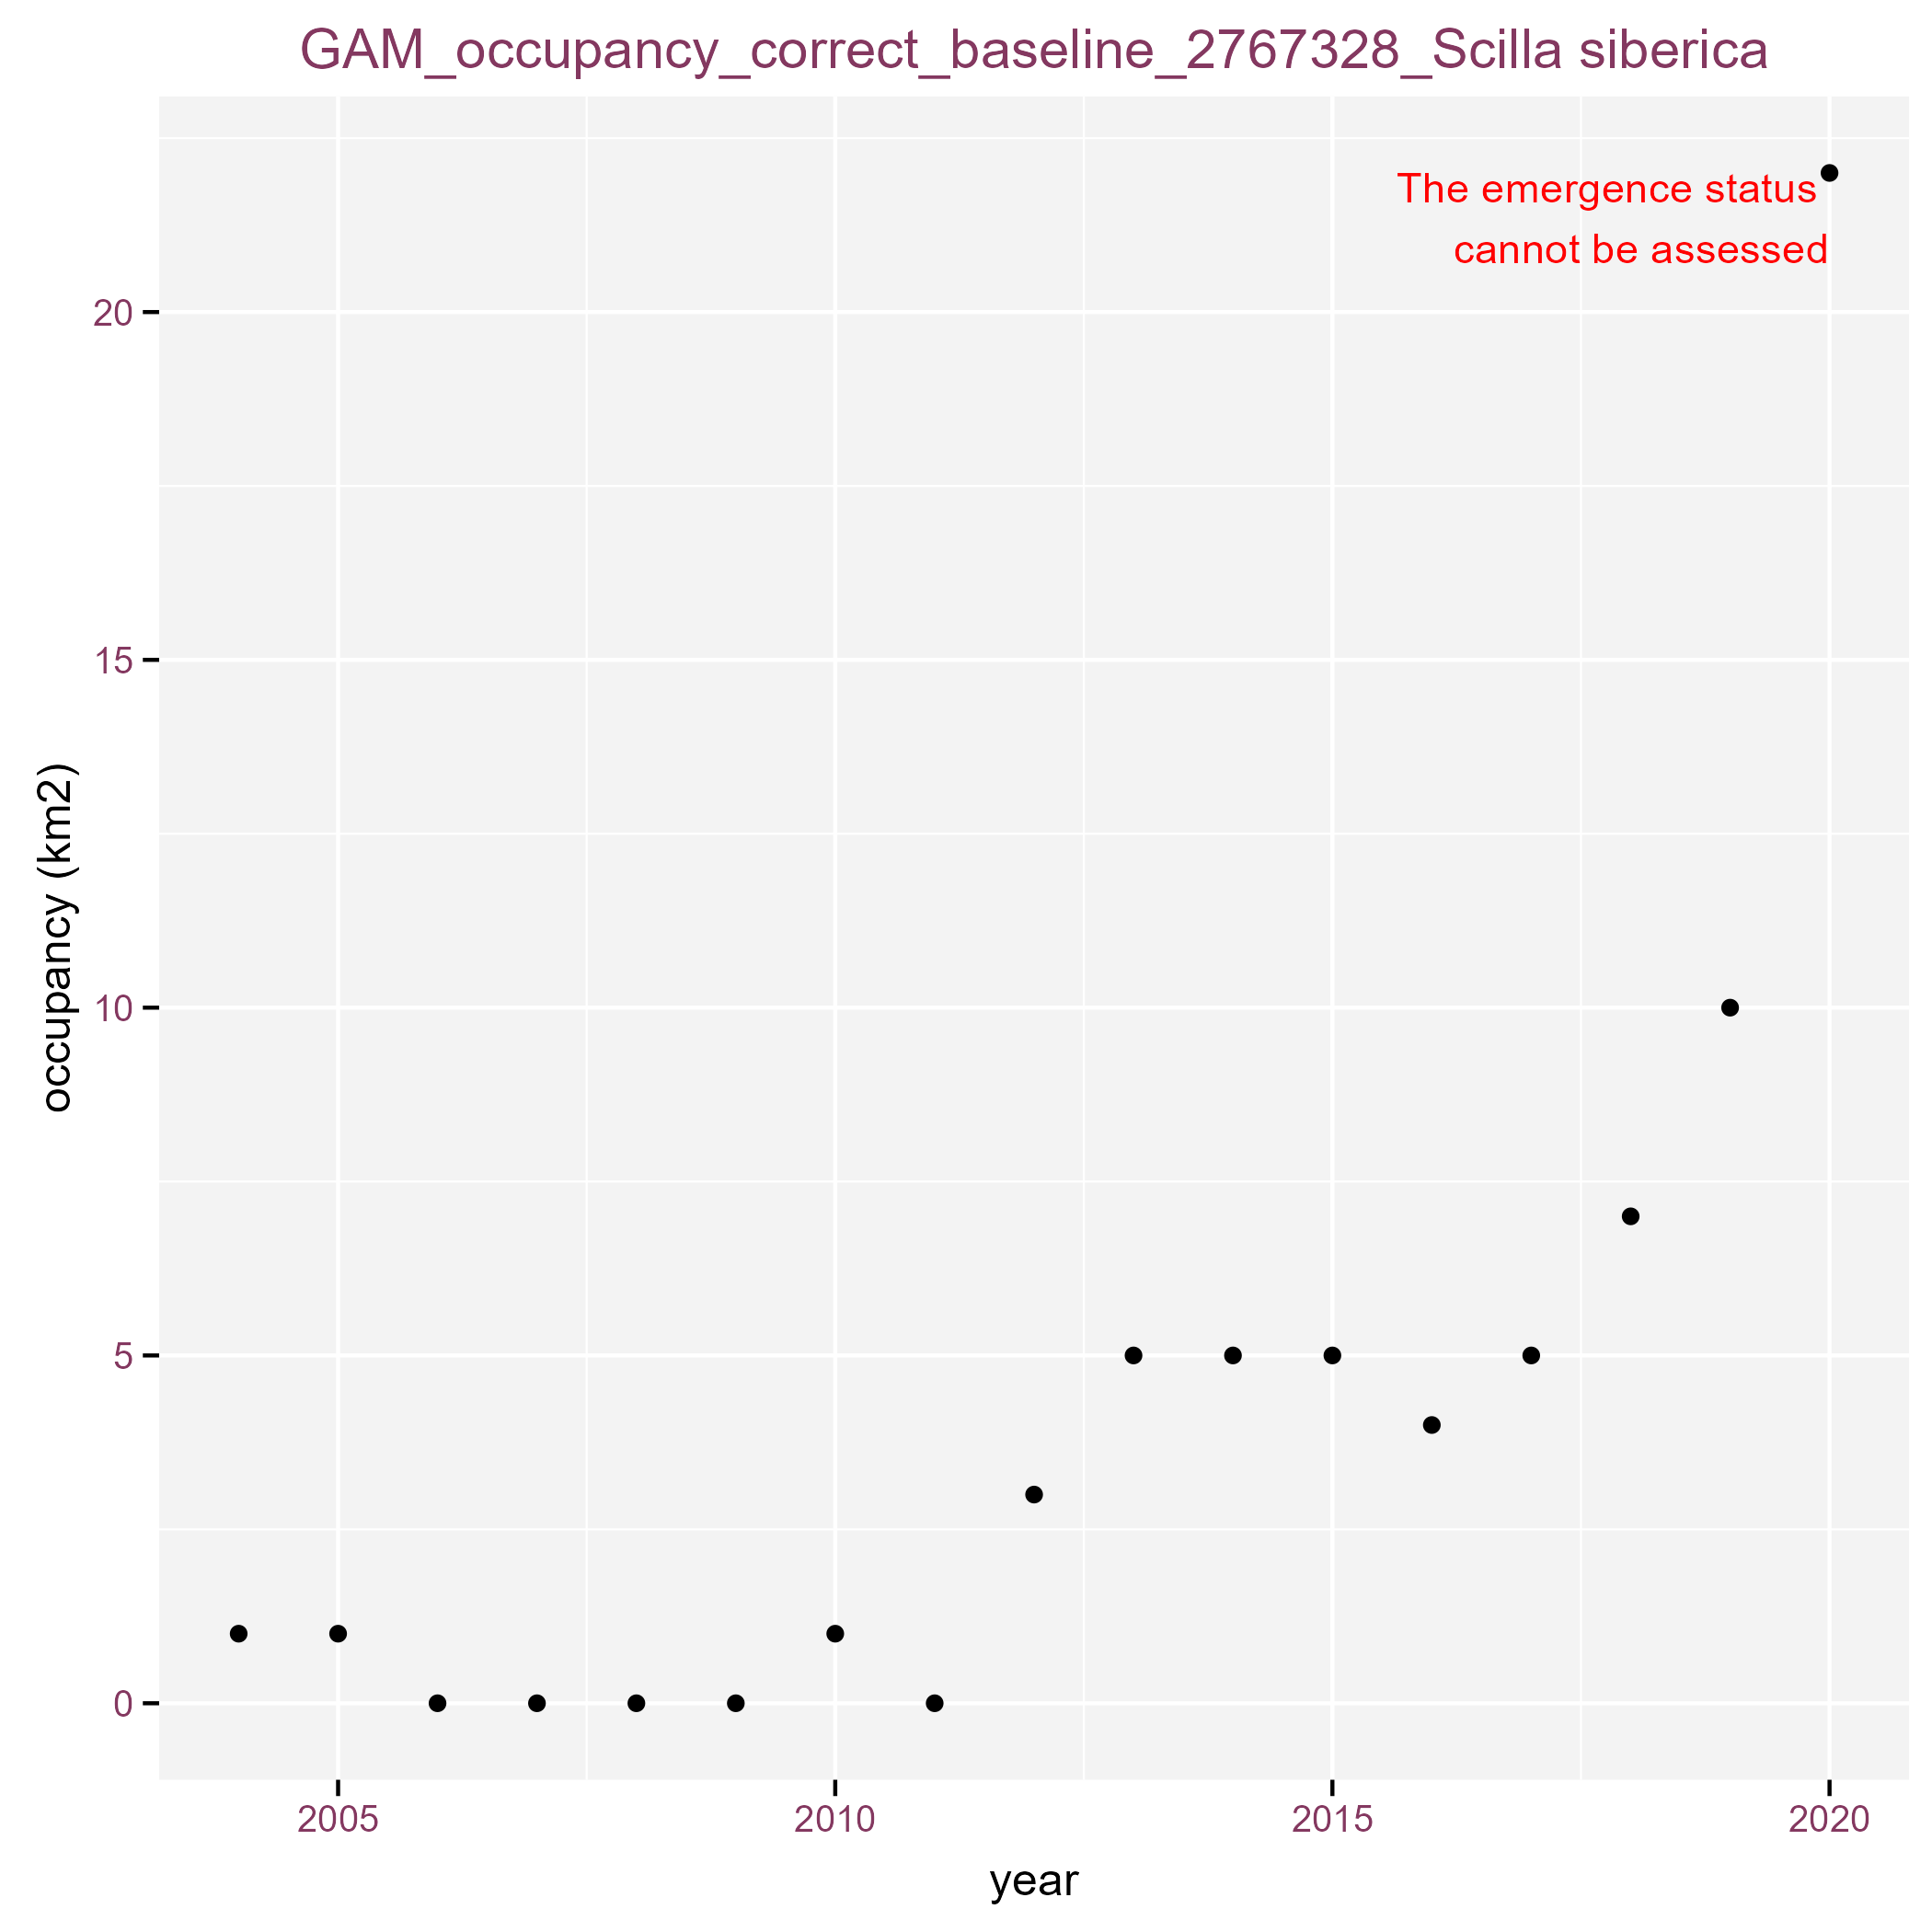 GAM_occupancy_correct_baseline_2767328_Scilla siberica
The emergence status
cannot be assessed
20
15
10
5
0
occupancy (km2)
2005 2010 2015 2020
year